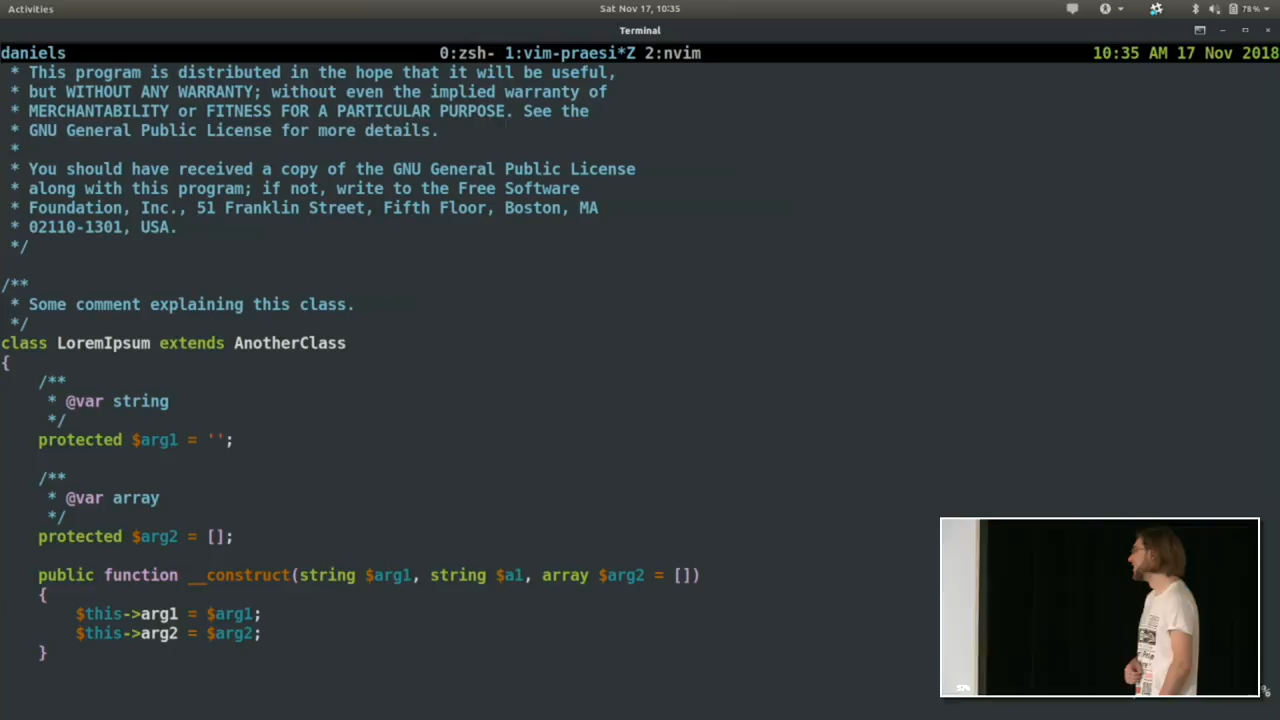 Activities
Sat Nov 17, 10:35
78 %
Terminal
daniels 0:zsh- 1:vim-praesi*Z 2:nvim 10:35 AM 17 Nov 2018
* This program is distributed in the hope that it will be useful,
* but WITHOUT ANY WARRANTY; without even the implied warranty of
* MERCHANTABILITY or FITNESS FOR A PARTICULAR PURPOSE. See the
* GNU General Public License for more details.
*
* You should have received a copy of the GNU General Public License
* along with this program; if not, write to the Free Software
* Foundation, Inc., 51 Franklin Street, Fifth Floor, Boston, MA
* 02110-1301, USA.
*/
/**
* Some comment explaining this class.
*/
class LoremIpsum extends AnotherClass
{
/**
* @var string
*/
protected $arg1 = '';
/**
* @var array
*/
protected $arg2 = [];
public function __construct(string $arg1, string $a1, array $arg2 = [])
{
$this->arg1 = $arg1;
$this->arg2 = $arg2;
}